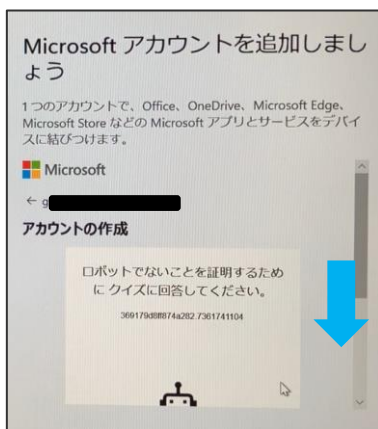 Microsoft アカウントを追加しまし
ょう
1つのアカウントで、Office、OneDrive、Microsoft Edge、
Microsoft Store などの Microsoft アプリとサービスをデバイ
スに結びつけます。
Microsoft
← g
アカウントの作成
ロボットでないことを証明するため
に クイズに回答してください。